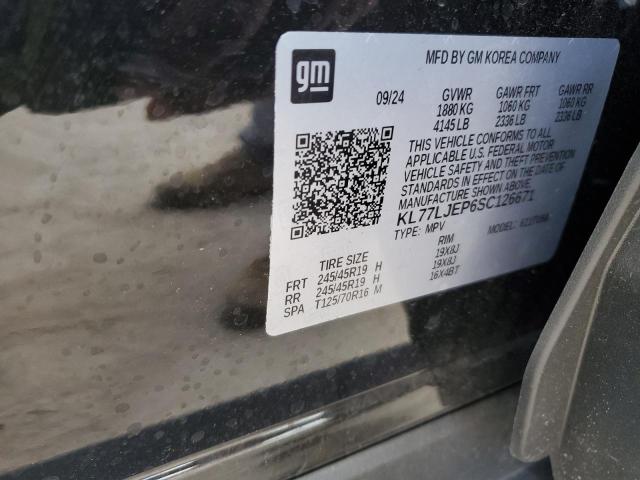 gm
MFD BY GM KOREA COMPANY
09/24 GVWR GAWR FRT GAWR RR
1880 KG 1060 KG 1060 KG
4145 LB 2336 LB 2336 LB
THIS VEHICLE CONFORMS TO ALL
APPLICABLE U.S. FEDERAL MOTOR
VEHICLE SAFETY AND THEFT PREVENTION
STANDARDS IN EFFECT ON THE DATE OF
MANUFACTURE SHOWN ABOVE.
KL77LJEP6SC126671
TYPE: MPV
TIRE SIZE RIM
FRT 245/45R19 H 19X8J
RR 245/45R19 H 19X8J
SPA T125/70R16 M 16X4BT